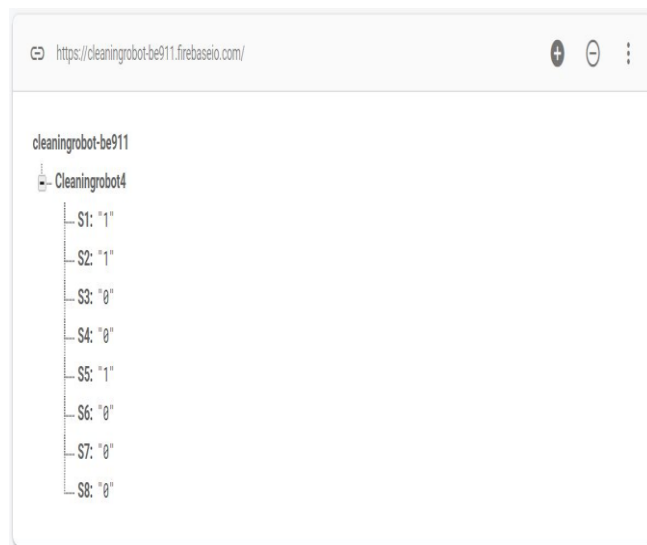 https://cleaningrobot-be911.firebaseio.com/
cleaningrobot-be911
Cleaningrobot4
S1: "1"
S2: "1"
S3: "0"
S4: "0"
S5: "1"
S6: "0"
S7: "0"
S8: "0"